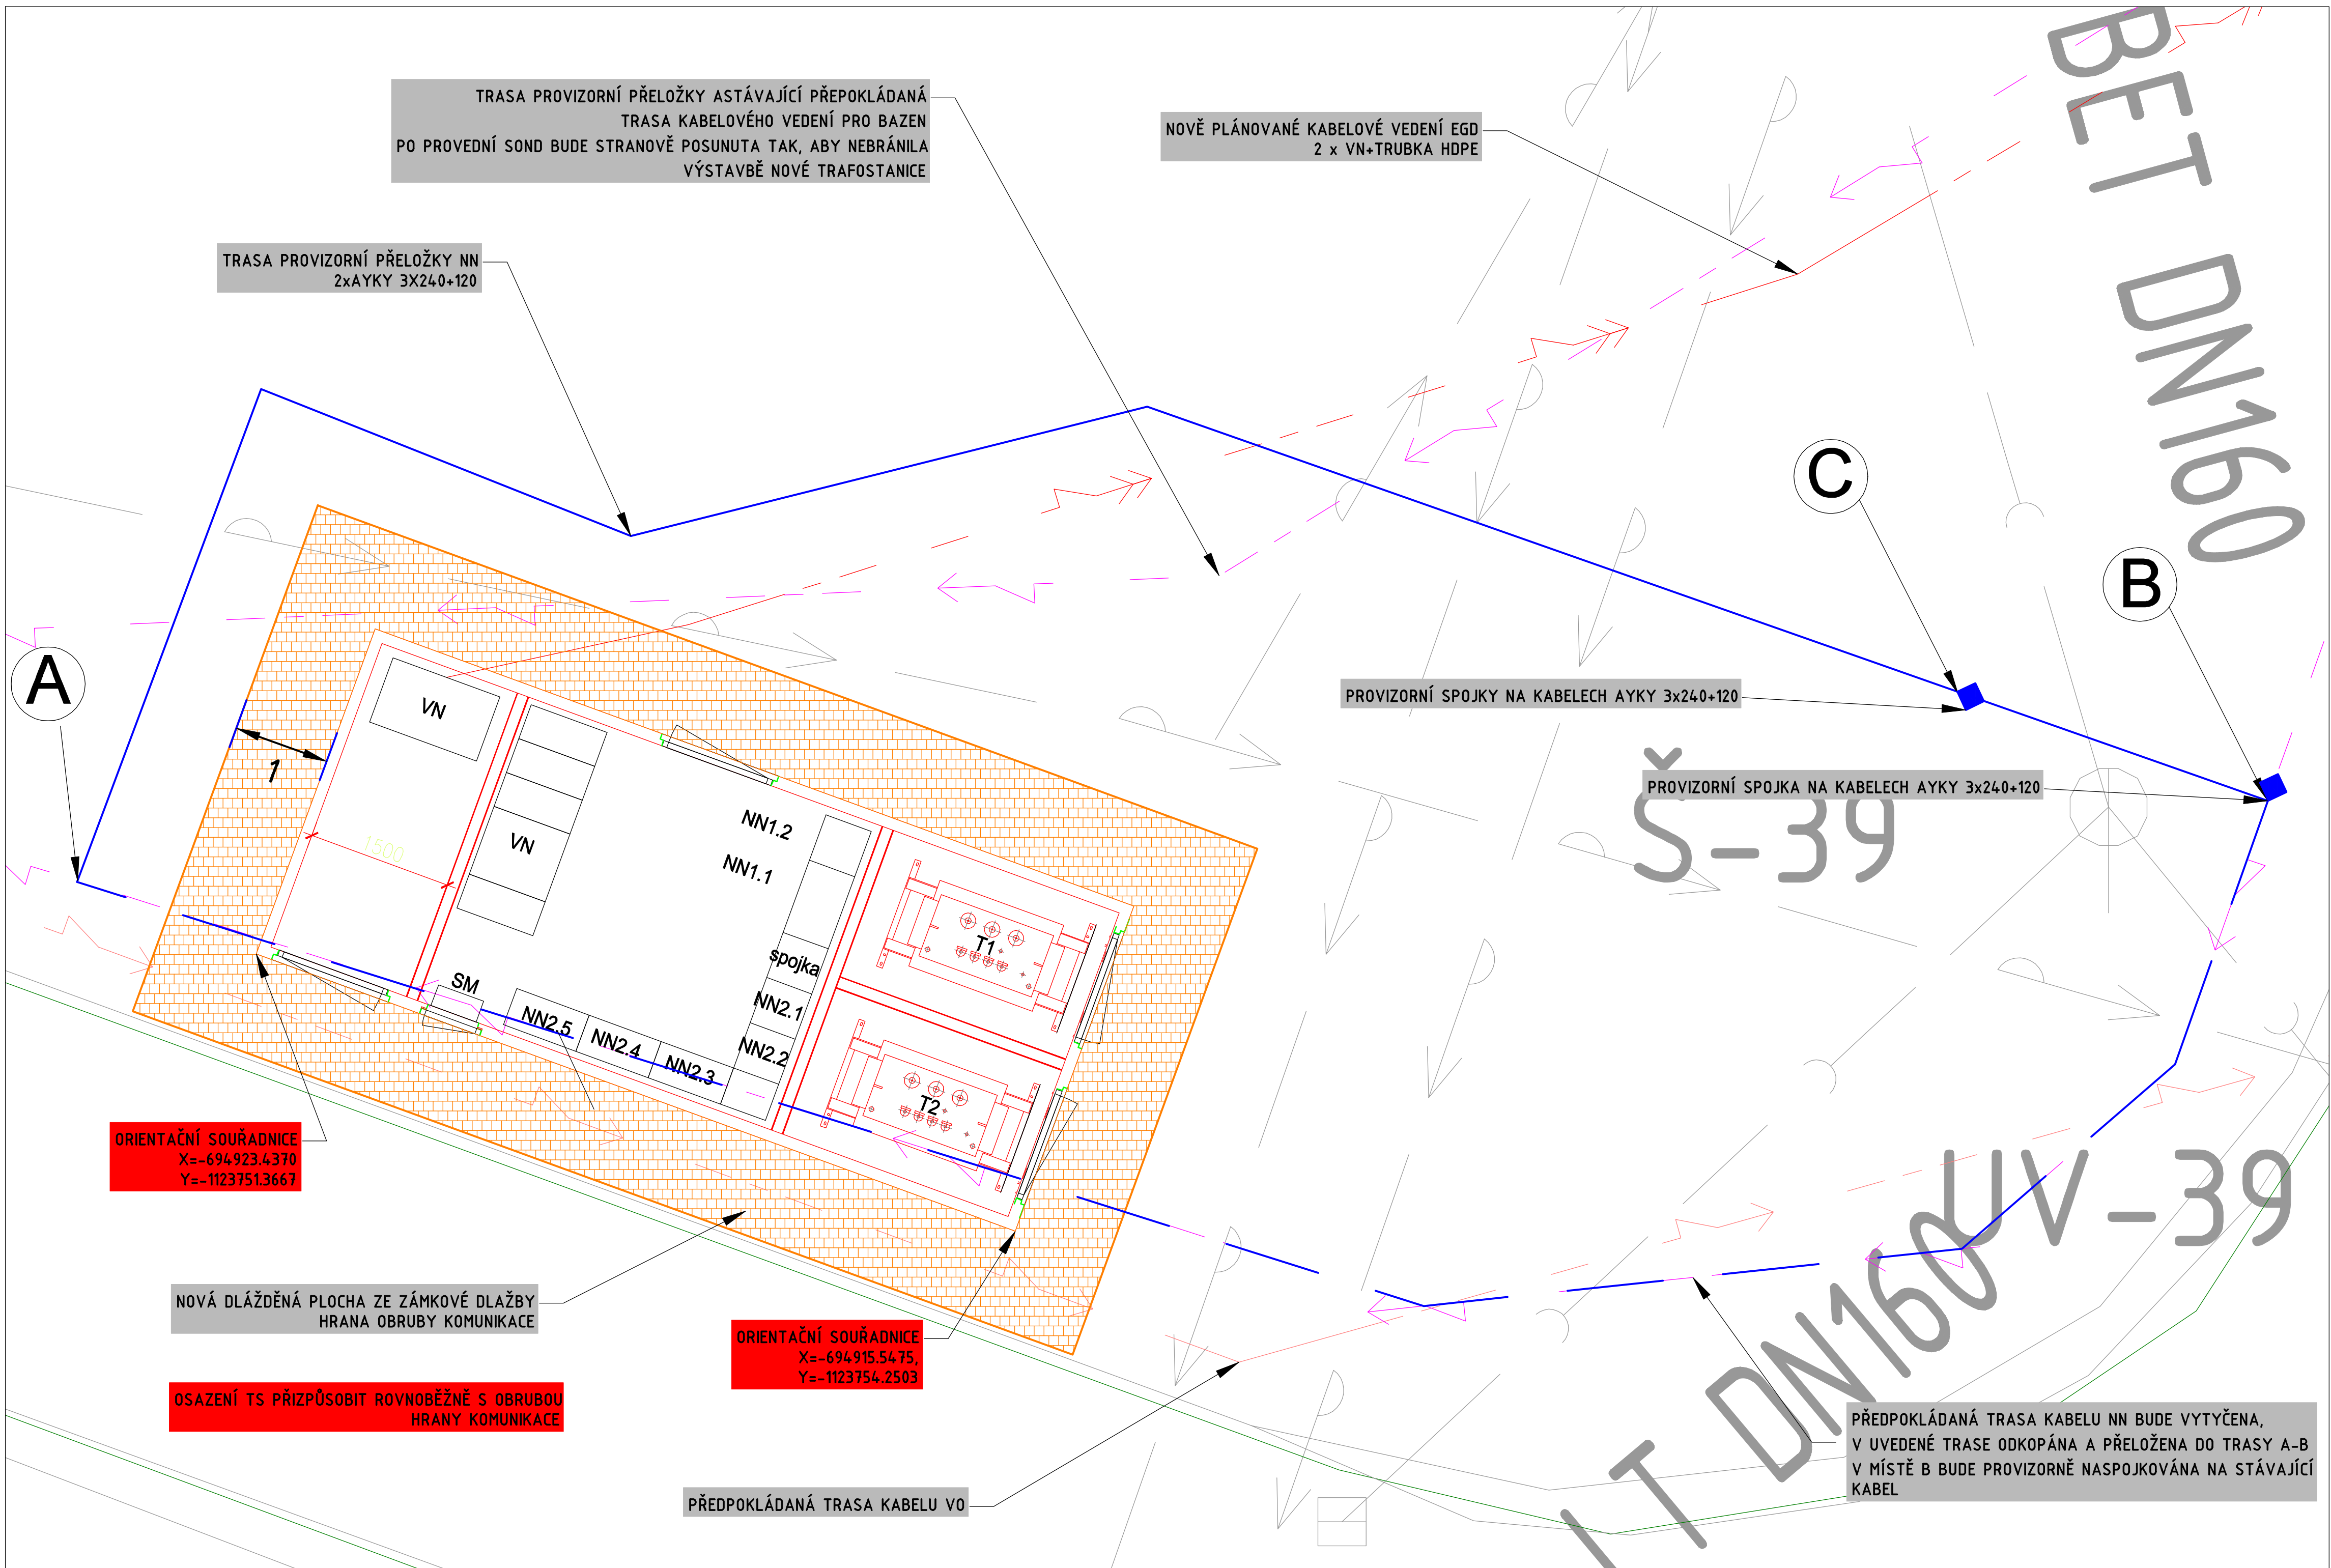 TRASA PROVIZORNÍ PŘELOŽKY ASTÁVAJÍCÍ PŘEPOKLÁDANÁ
TRASA KABELOVÉHO VEDENÍ PRO BAZEN
PO PROVEDNÍ SOND BUDE STRANOVĚ POSUNUTA TAK, ABY NEBRÁNILA
VÝSTAVBĚ NOVÉ TRAFOSTANICE
NOVĚ PLÁNOVANÉ KABELOVÉ VEDENÍ EGD
2 x VN+TRUBKA HDPE
BET DN160
TRASA PROVIZORNÍ PŘELOŽKY NN
2xAYKY 3X240+120
C
B
A
PROVIZORNÍ SPOJKY NA KABELECH AYKY 3x240+120
PROVIZORNÍ SPOJKA NA KABELECH AYKY 3x240+120
Š-39
VN
1
1500
VN
NN1.2
NN1.1
spojka
T1
SM
NN2.5
NN2.4
NN2.3
NN2.1
NN2.2
T2
ORIENTAČNÍ SOUŘADNICE
X=-694923.4370
Y=-1123751.3667
UV-39
IT DN160
NOVÁ DLÁŽDĚNÁ PLOCHA ZE ZÁMKOVÉ DLAŽBY
HRANA OBRUBY KOMUNIKACE
ORIENTAČNÍ SOUŘADNICE
X=-694915.5475,
Y=-1123754.2503
OSAZENÍ TS PŘIZPŮSOBIT ROVNOBĚŽNĚ S OBRUBOU
HRANY KOMUNIKACE
PŘEDPOKLÁDANÁ TRASA KABELU NN BUDE VYTYČENA,
V UVEDENÉ TRASE ODKOPÁNA A PŘELOŽENA DO TRASY A-B
V MÍSTĚ B BUDE PROVIZORNĚ NASPOJKOVÁNA NA STÁVAJÍCÍ
KABEL
PŘEDPOKLÁDANÁ TRASA KABELU VO